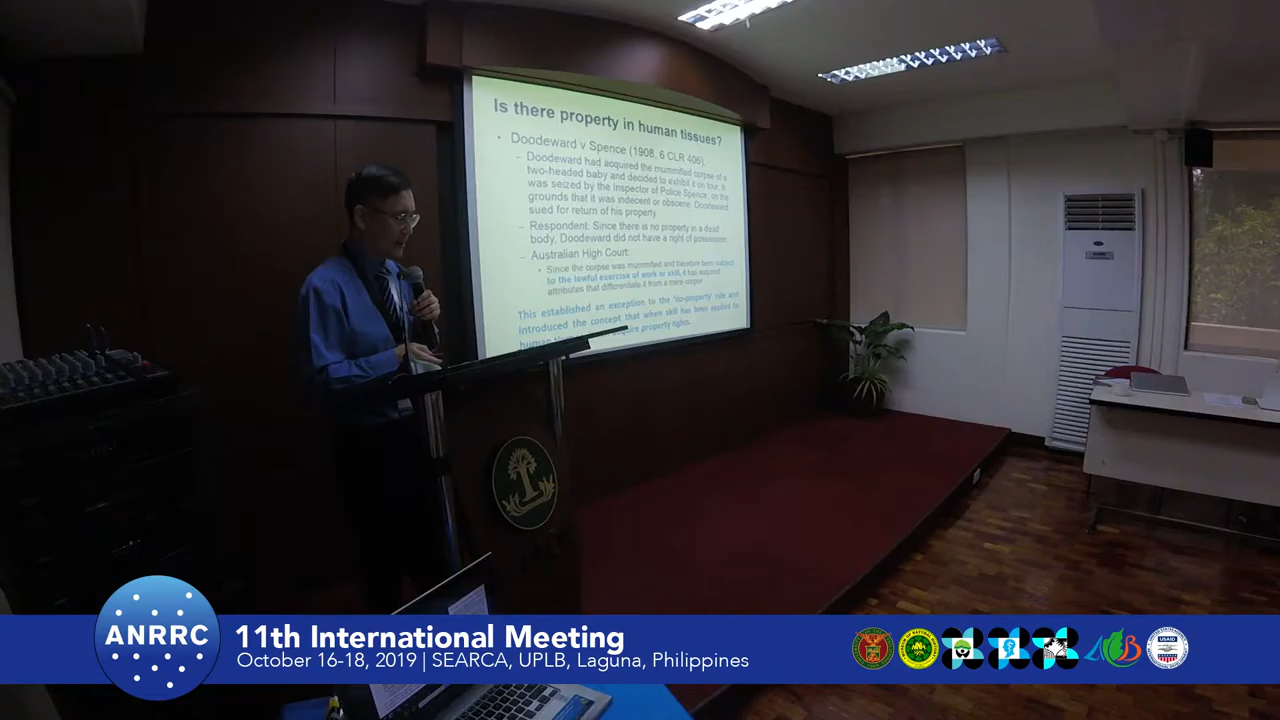 Is there property in human tissues?
• Doodeward v Spence (1908, 6 CLR 406).
– Doodeward had acquired the mummified corpse of a
two-headed baby and decided to exhibit it on tour, it
was seized by the Inspector of Police Spence, on the
grounds that it was indecent or obscene. Doodeward
sued for return of his property
– Respondent: Since there is no property in a dead
body, Doodeward did not have a right of possession.
– Australian High Court:
• Since the corpse was mummified and therefore been subject
to the lawful exercise of work or skill, it has acquired
attributes that differentiate it from a mere corpse
This established an exception to the 'no-property' rule and
introduced the concept that when skill has been applied to
human acquire property rights.
ANRRC
11th International Meeting
October 16-18, 2019 | SEARCA, UPLB, Laguna, Philippines
USAID